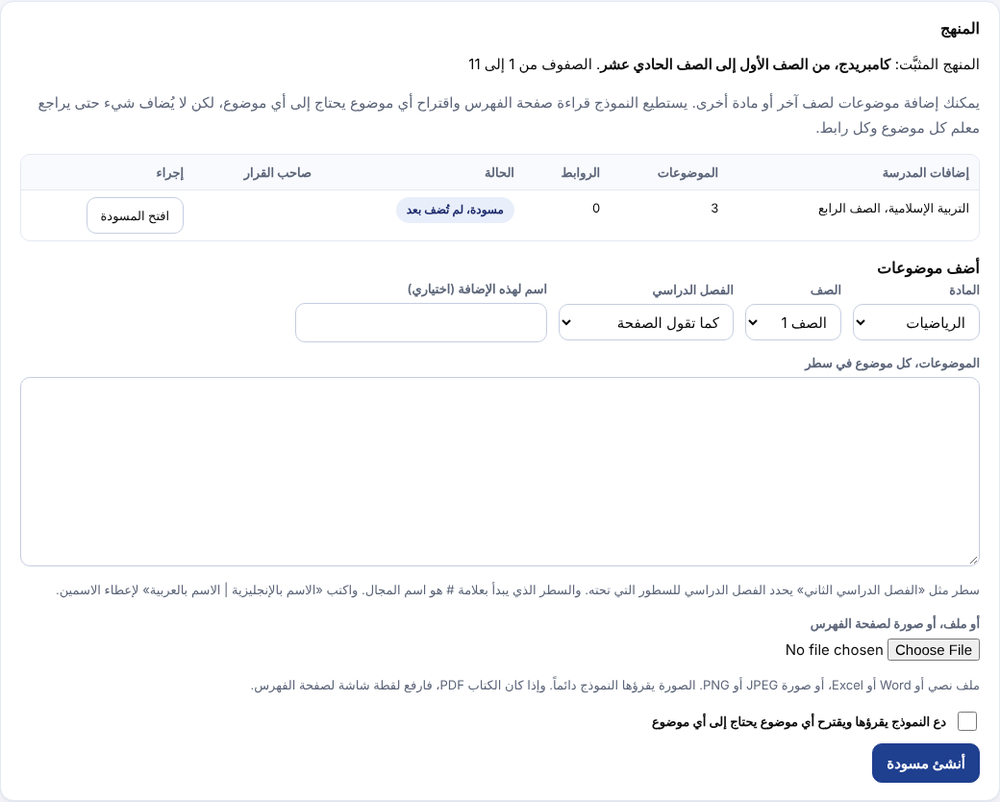 المنهج
المنهج المثبَّت: كامبريدج، من الصف الأول إلى الصف الحادي عشر. الصفوف من 1 إلى 11
يمكنك إضافة موضوعات لصف آخر أو مادة أخرى. يستطيع النموذج قراءة صفحة الفهرس واقتراح أي موضوع يحتاج إلى أي موضوع، لكن لا يُضاف شيء حتى يراجع
معلم كل موضوع وكل رابط.
إضافات المدرسة الموضوعات الروابط الحالة صاحب القرار إجراء
التربية الإسلامية، الصف الرابع 3 0 مسودة، لم تُضف بعد افتح المسودة
أضف موضوعات
المادة الصف الفصل الدراسي اسم لهذه الإضافة (اختياري)
الرياضيات الصف 1 كما تقول الصفحة
الموضوعات، كل موضوع في سطر
سطر مثل «الفصل الدراسي الثاني» يحدد الفصل الدراسي للسطور التي تحته. والسطر الذي يبدأ بعلامة # هو اسم المجال. واكتب «الاسم بالإنجليزية | الاسم بالعربية» لإعطاء الاسمين.
أو ملف، أو صورة لصفحة الفهرس
Choose File No file chosen
ملف نصي أو Word أو Excel، أو صورة JPEG أو PNG. الصورة يقرؤها النموذج دائماً. وإذا كان الكتاب PDF، فارفع لقطة شاشة لصفحة الفهرس.
دع النموذج يقرؤها ويقترح أي موضوع يحتاج إلى أي موضوع
أنشئ مسودة